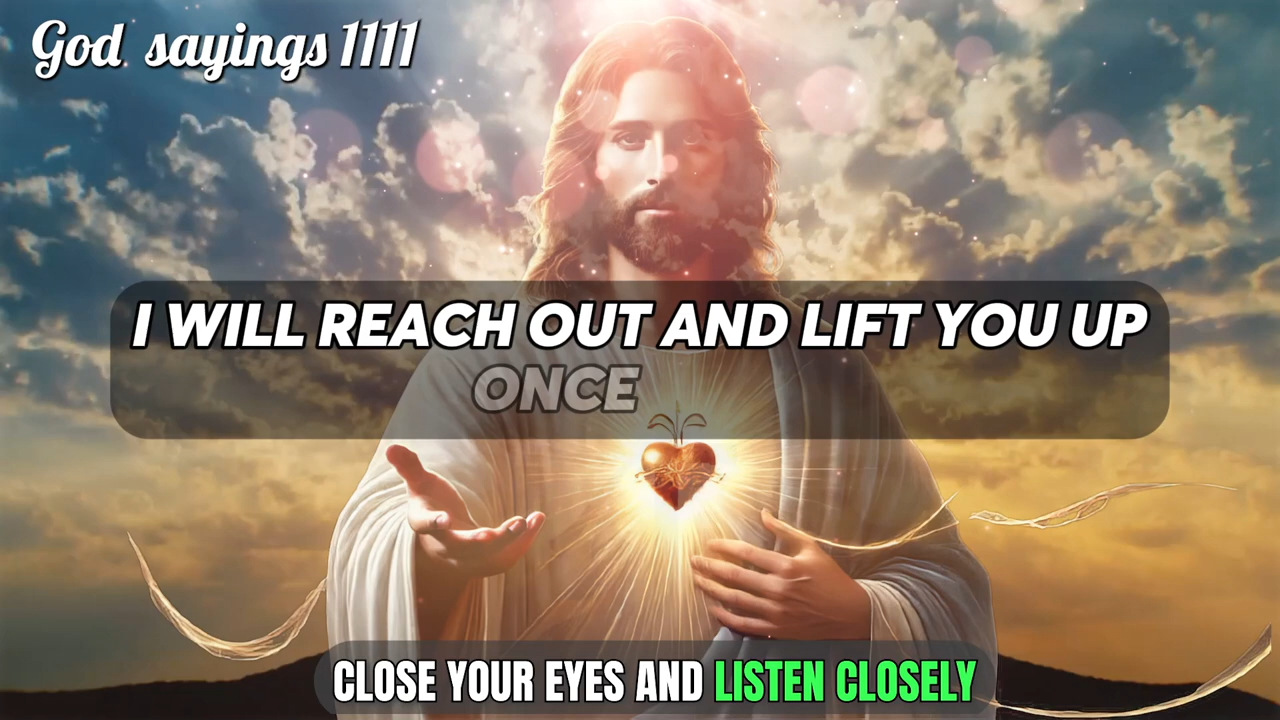 God sayings 1111
I WILL REACH OUT AND LIFT YOU UP
ONCE
CLOSE YOUR EYES AND LISTEN CLOSELY